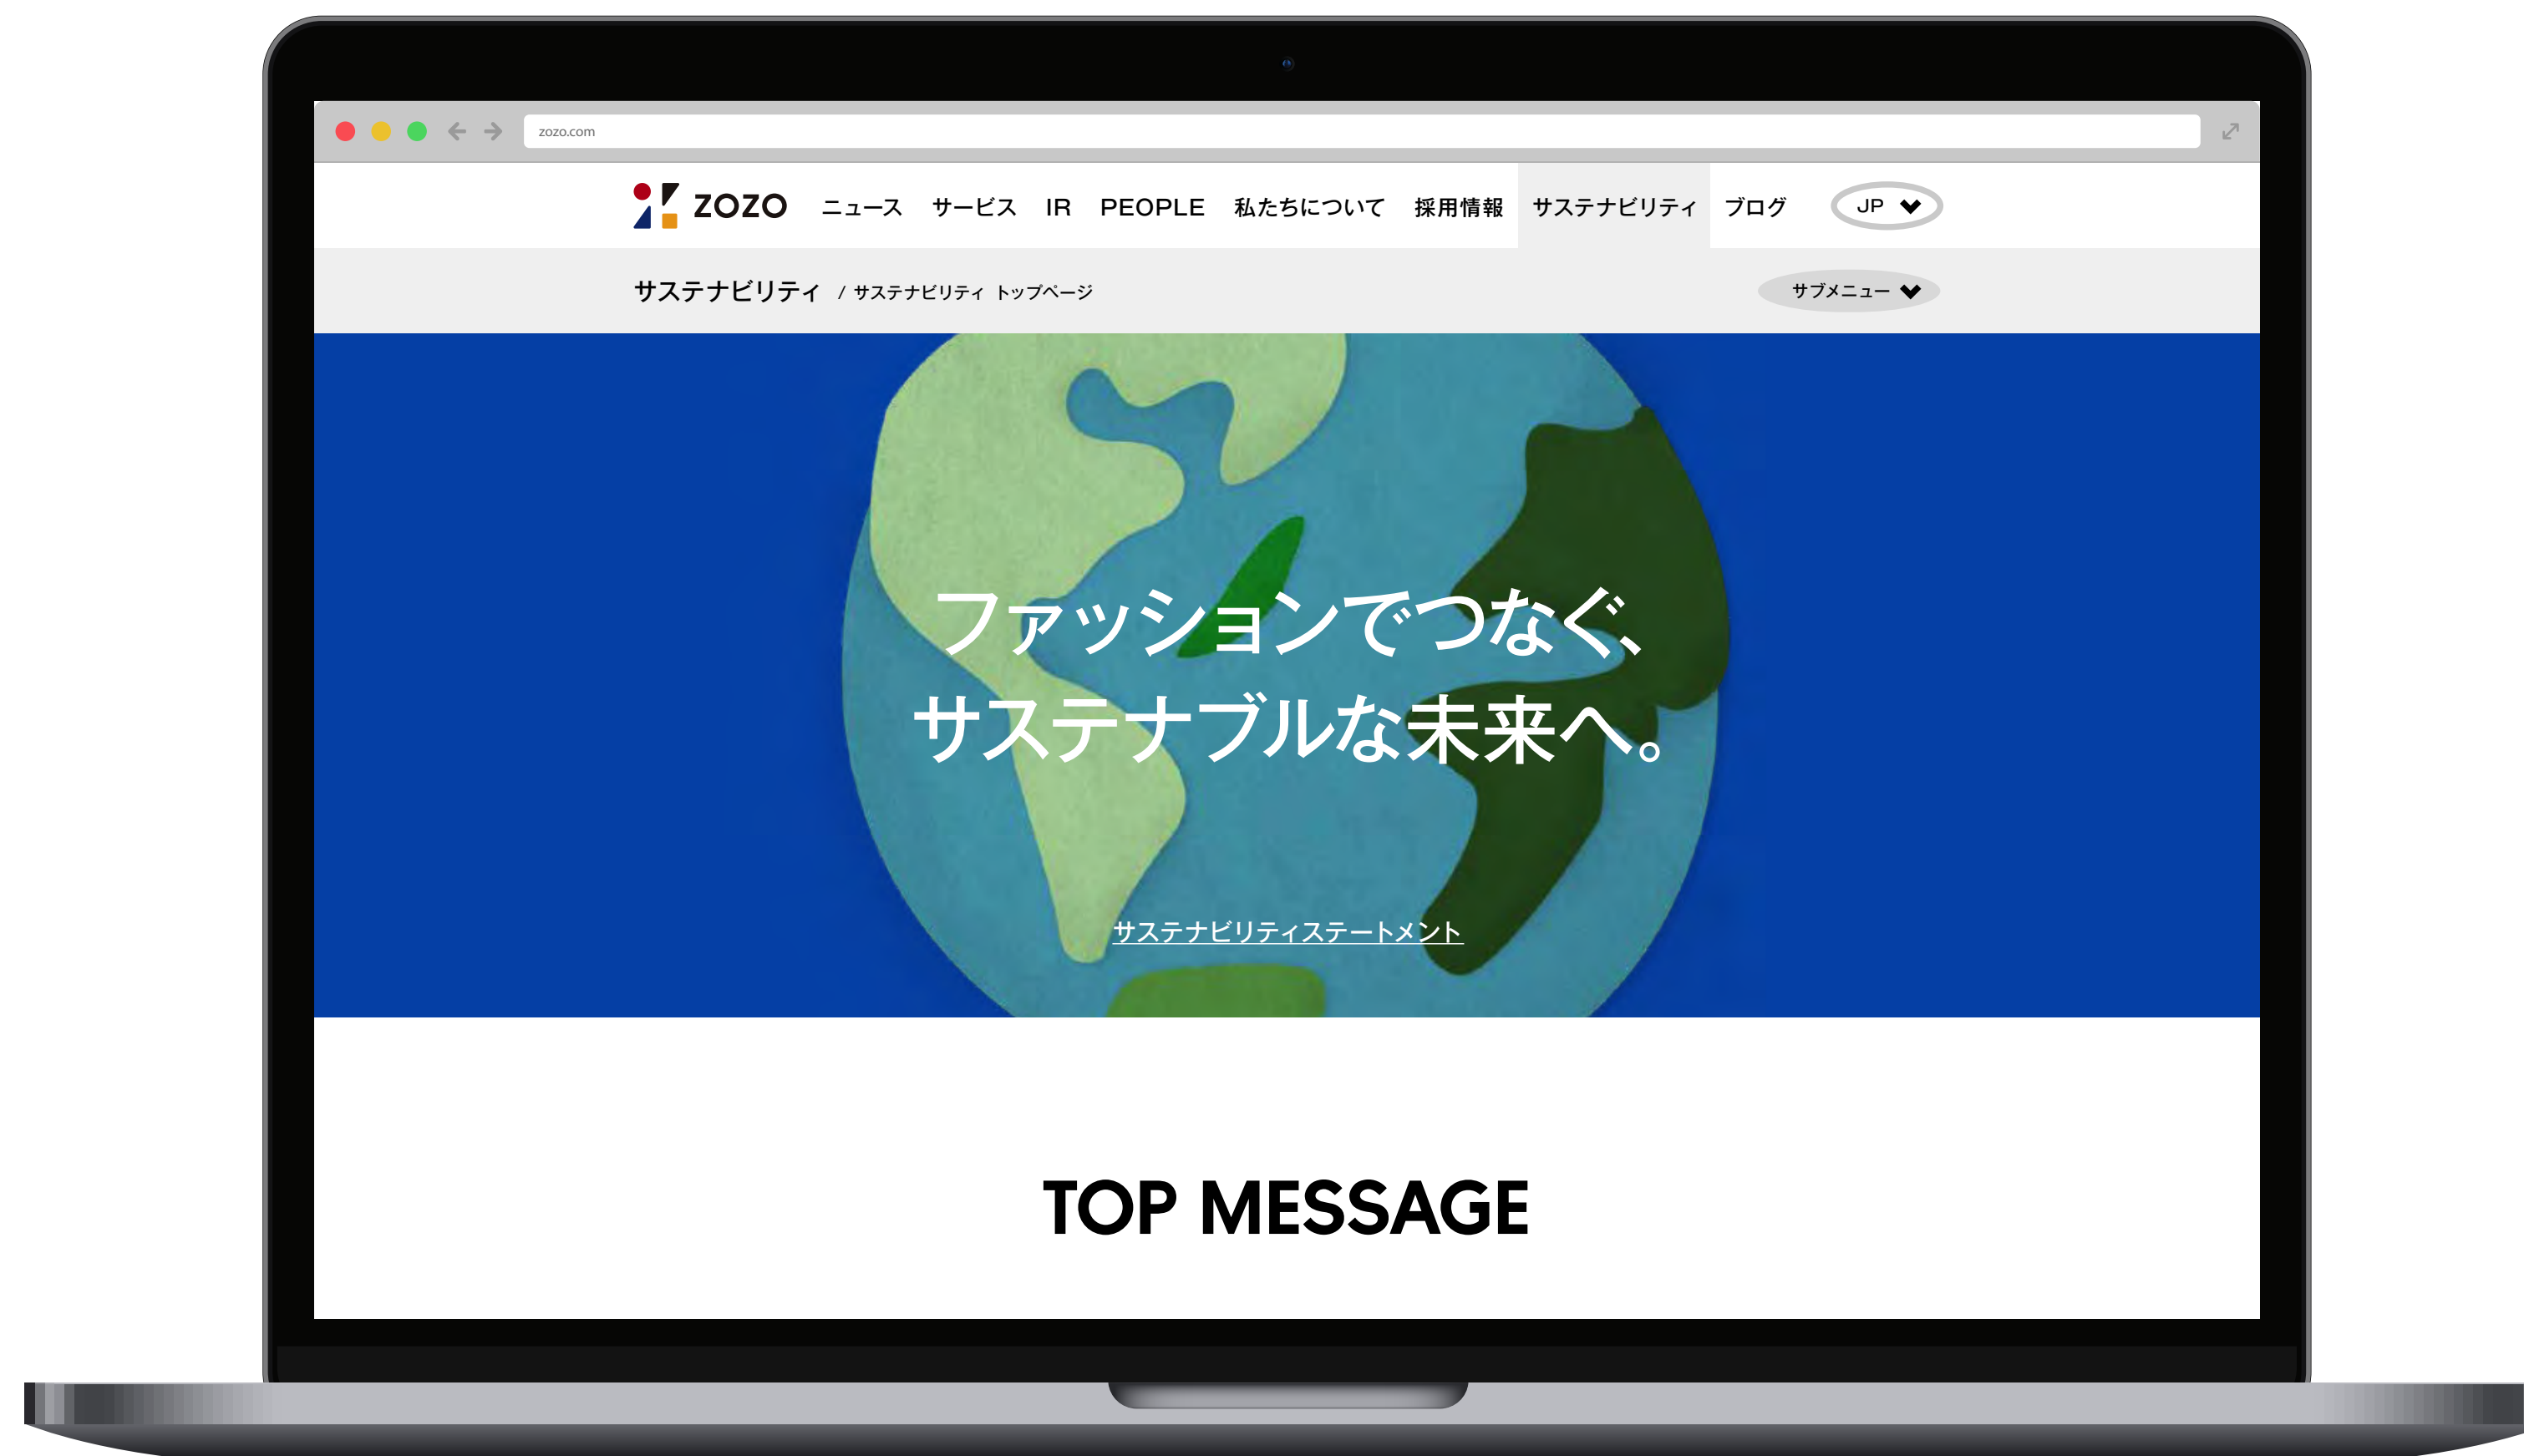 zozo.com
ZOZO ニュース サービス IR PEOPLE 私たちについて 採用情報 サステナビリティ ブログ JP
サステナビリティ / サステナビリティ トップページ サブメニュー
ファッションでつなぐ、
サステナブルな未来へ。
サステナビリティステートメント
TOP MESSAGE